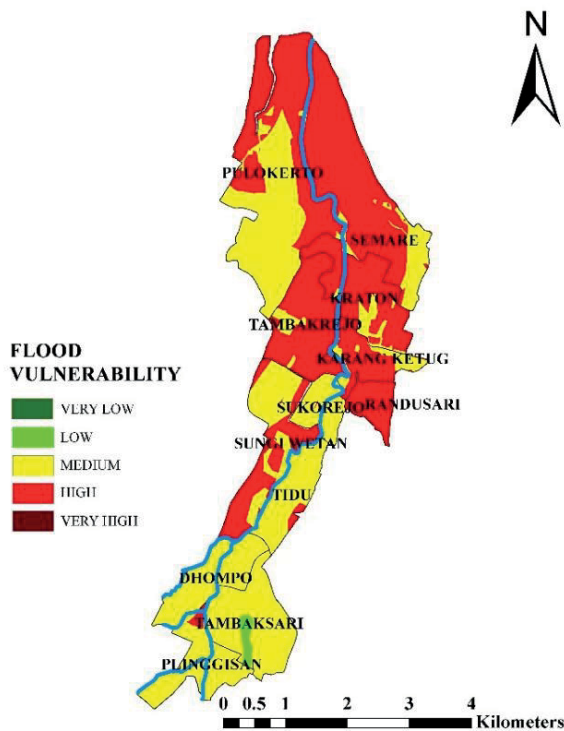 N
PULOKERTO
SEMARE
KRATON
TAMBAKREJO
KARANG KETUG
SUKOREJO
RANDUSARI
SUNGI WETAN
TIDU
DHOMPO
TAMBAKSARI
PLINGGISAN
FLOOD
VULNERABILITY
VERY LOW
LOW
MEDIUM
HIGH
VERY HIGH
0 0.5 1 2 3 4
Kilometers